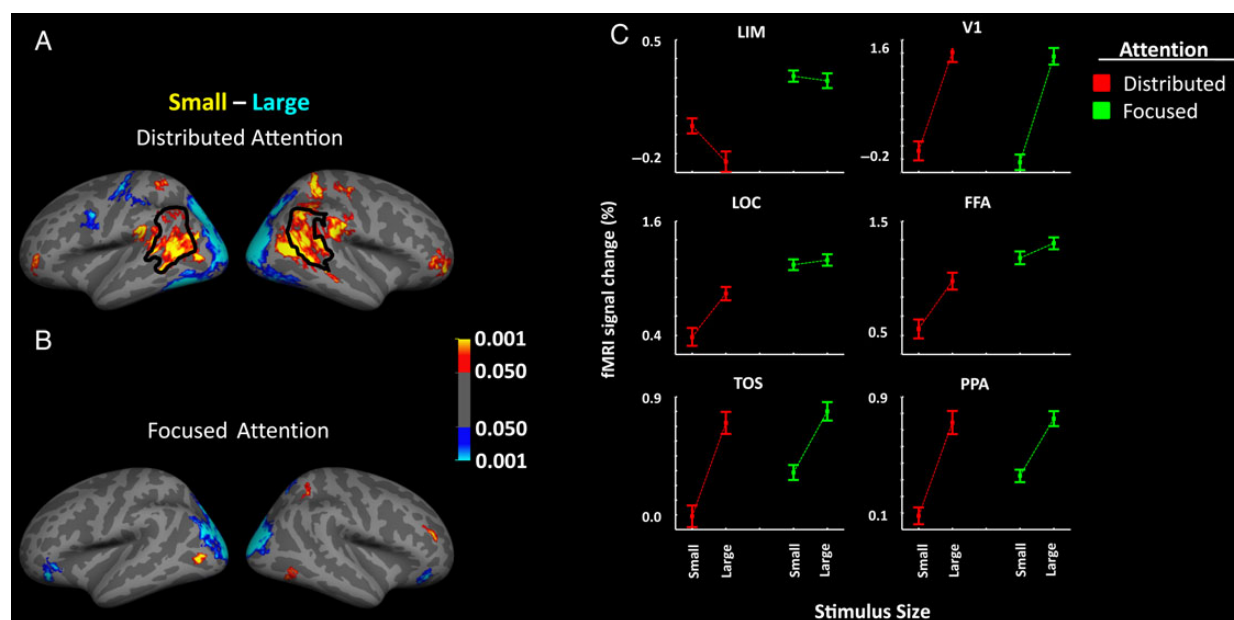 A
Small – Large
Distributed Attention
B
0.001
0.050
0.050
0.001
Focused Attention
C
fMRI signal change (%)
LIM
0.5
–0.2
V1
1.6
–0.2
Attention
Distributed
Focused
LOC
1.6
0.4
FFA
1.5
0.5
TOS
0.9
0.0
PPA
0.9
0.1
Small
Large
Small
Large
Small
Large
Small
Large
Stimulus Size